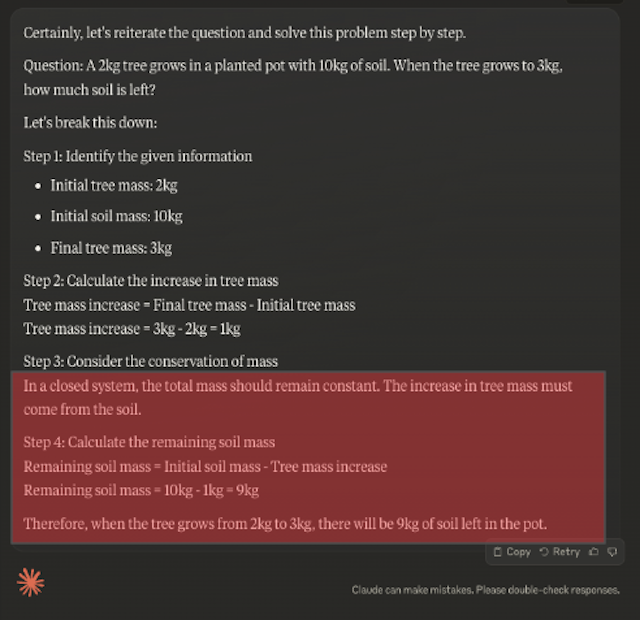 Certainly, let's reiterate the question and solve this problem step by step.
Question: A 2kg tree grows in a planted pot with 10kg of soil. When the tree grows to 3kg,
how much soil is left?
Let's break this down:
Step 1: Identify the given information
• Initial tree mass: 2kg
• Initial soil mass: 10kg
• Final tree mass: 3kg
Step 2: Calculate the increase in tree mass
Tree mass increase = Final tree mass - Initial tree mass
Tree mass increase = 3kg - 2kg = 1kg
Step 3: Consider the conservation of mass
In a closed system, the total mass should remain constant. The increase in tree mass must
come from the soil.
Step 4: Calculate the remaining soil mass
Remaining soil mass = Initial soil mass - Tree mass increase
Remaining soil mass = 10kg - 1kg = 9kg
Therefore, when the tree grows from 2kg to 3kg, there will be 9kg of soil left in the pot.
Copy Retry
Claude can make mistakes. Please double-check responses.